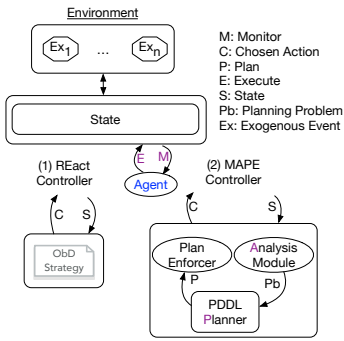 Environment
Ex1 ... Exn
M: Monitor
C: Chosen Action
P: Plan
E: Execute
S: State
Pb: Planning Problem
Ex: Exogenous Event
State
E M
Agent
(1) REact
Controller
C S
ObD
Strategy
(2) MAPE
Controller
C S
Plan
Enforcer
Analysis
Module
P Pb
PDDL
Planner